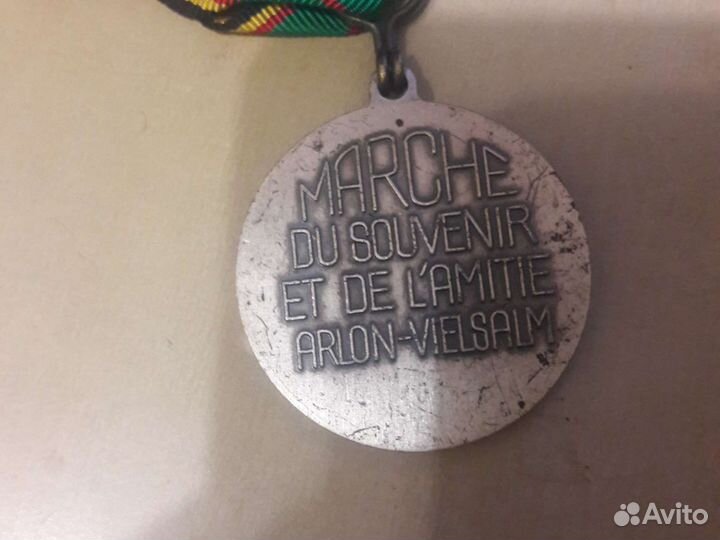 MARCHE
DU SOUVENIR
ET DE L'AMITIE
ARLON-VIELSALM
Avito